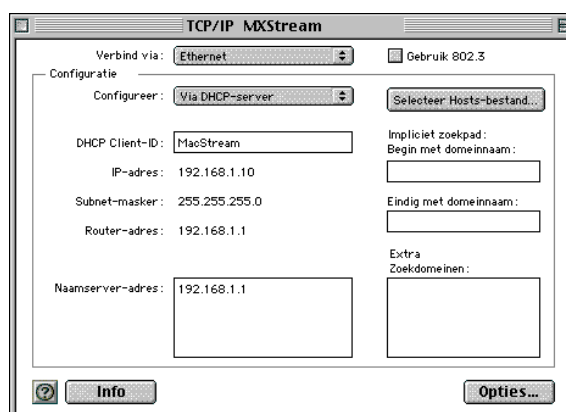 TCP/IP MXStream
Verbind via: Ethernet
Gebruik 802.3
Configuratie
Configureer: Via DHCP-server
Selecteer Hosts-bestand...
DHCP Client-ID: MacStream
IP-adres: 192.168.1.10
Subnet-masker: 255.255.255.0
Router-adres: 192.168.1.1
Naamserver-adres: 192.168.1.1
Impliciet zoekpad:
Begin met domeinnaam:
Eindig met domeinnaam:
Extra
Zoekdomeinen:
? Info
Opties...